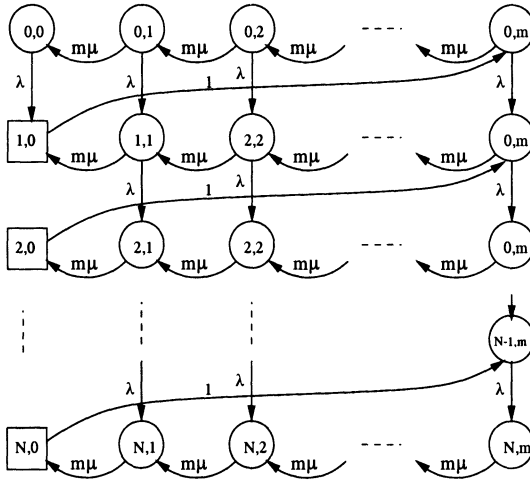 0,0 0,1 0,2 0,m
mμ mμ mμ mμ
λ λ λ λ
1
1,0 1,1 2,2 0,m
mμ mμ mμ mμ
λ λ λ
1
2,0 2,1 2,2 0,m
mμ mμ mμ mμ
N-1,m
λ λ λ
1
N,0 N,1 N,2 N,m
mμ mμ mμ mμ